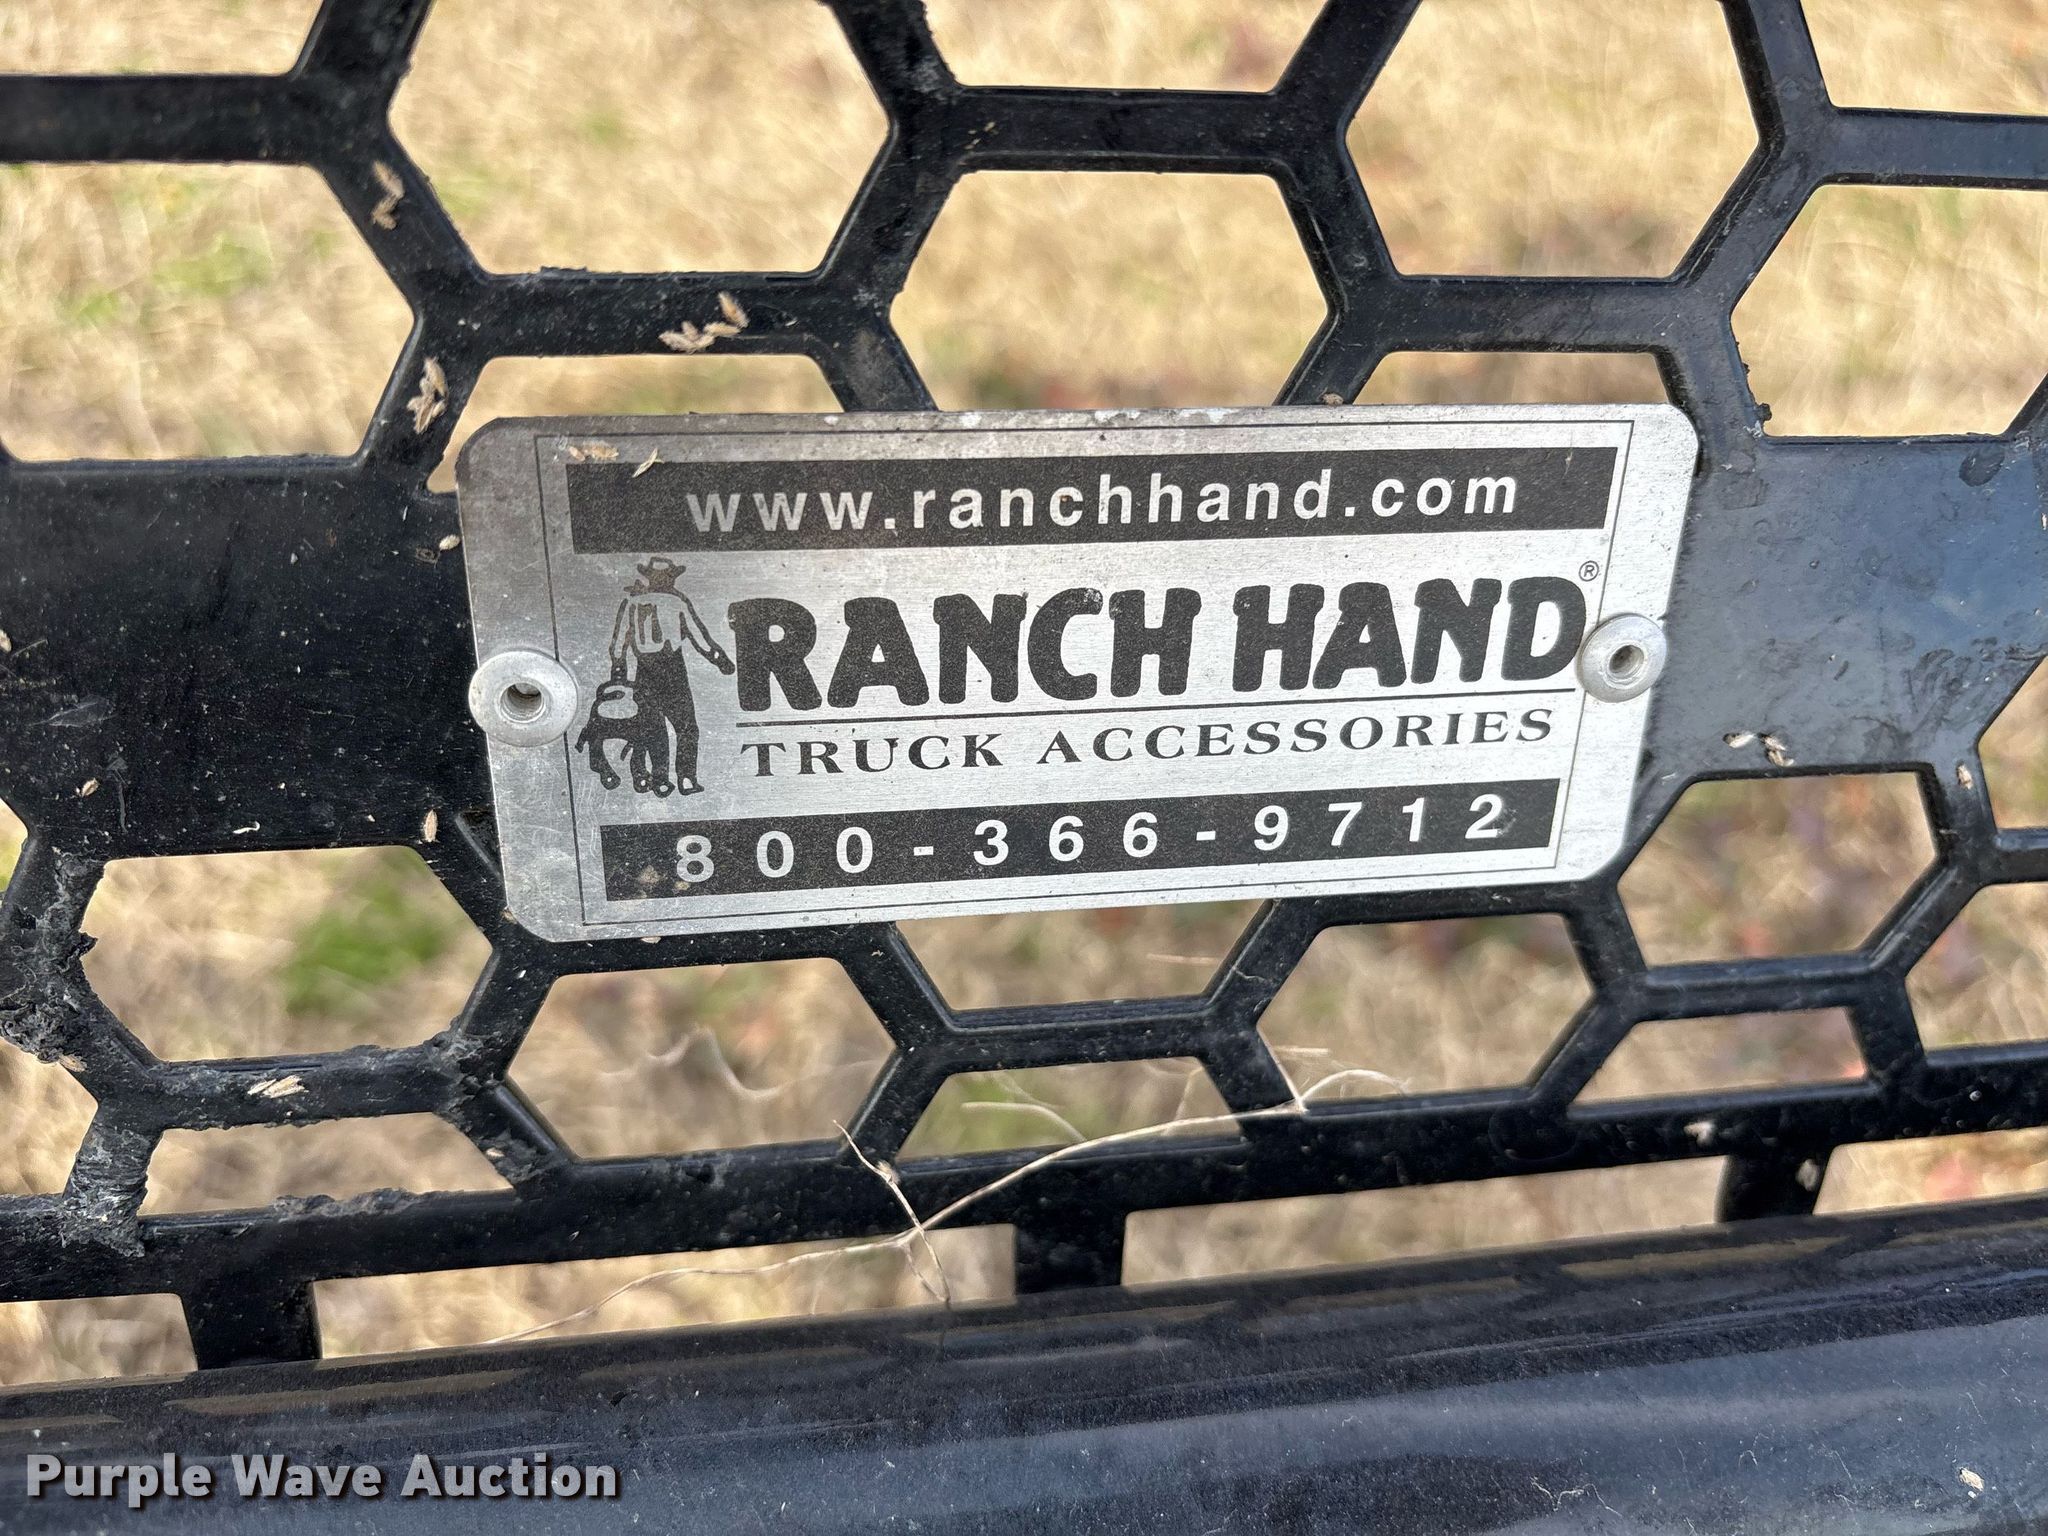 www.ranchhand.com
RANCH HAND®
TRUCK ACCESSORIES
800-366-9712
Purple Wave Auction